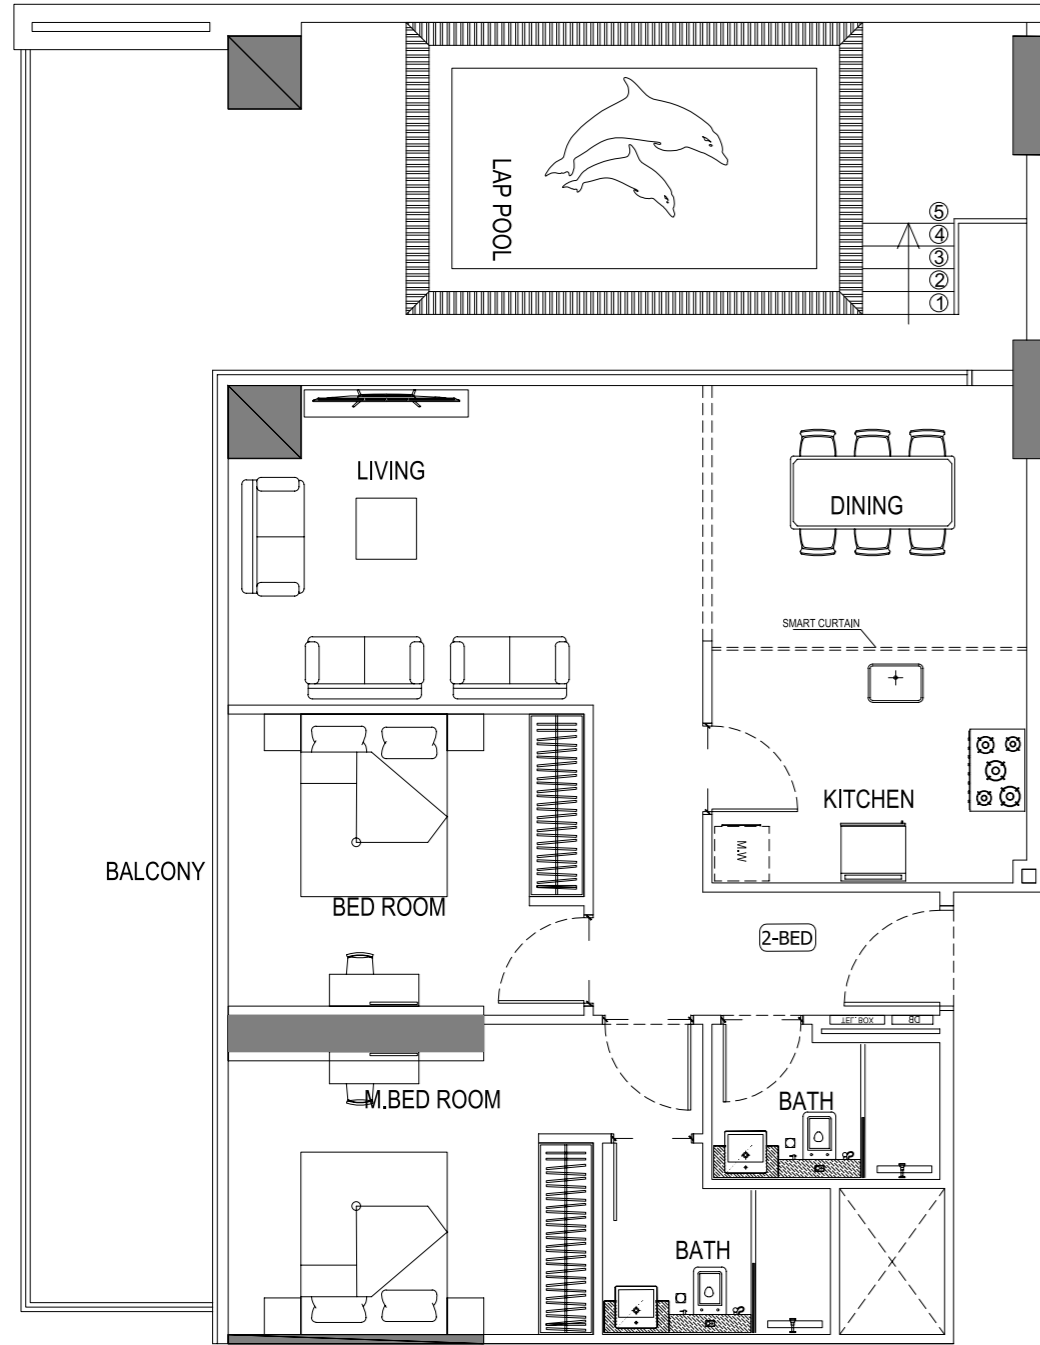 LAP POOL
⑤
④
③
②
①
LIVING
DINING
SMART CURTAIN
KITCHEN
M.W
BALCONY
BED ROOM
2-BED
TEL. BOX
DB
M.BED ROOM
BATH
BATH